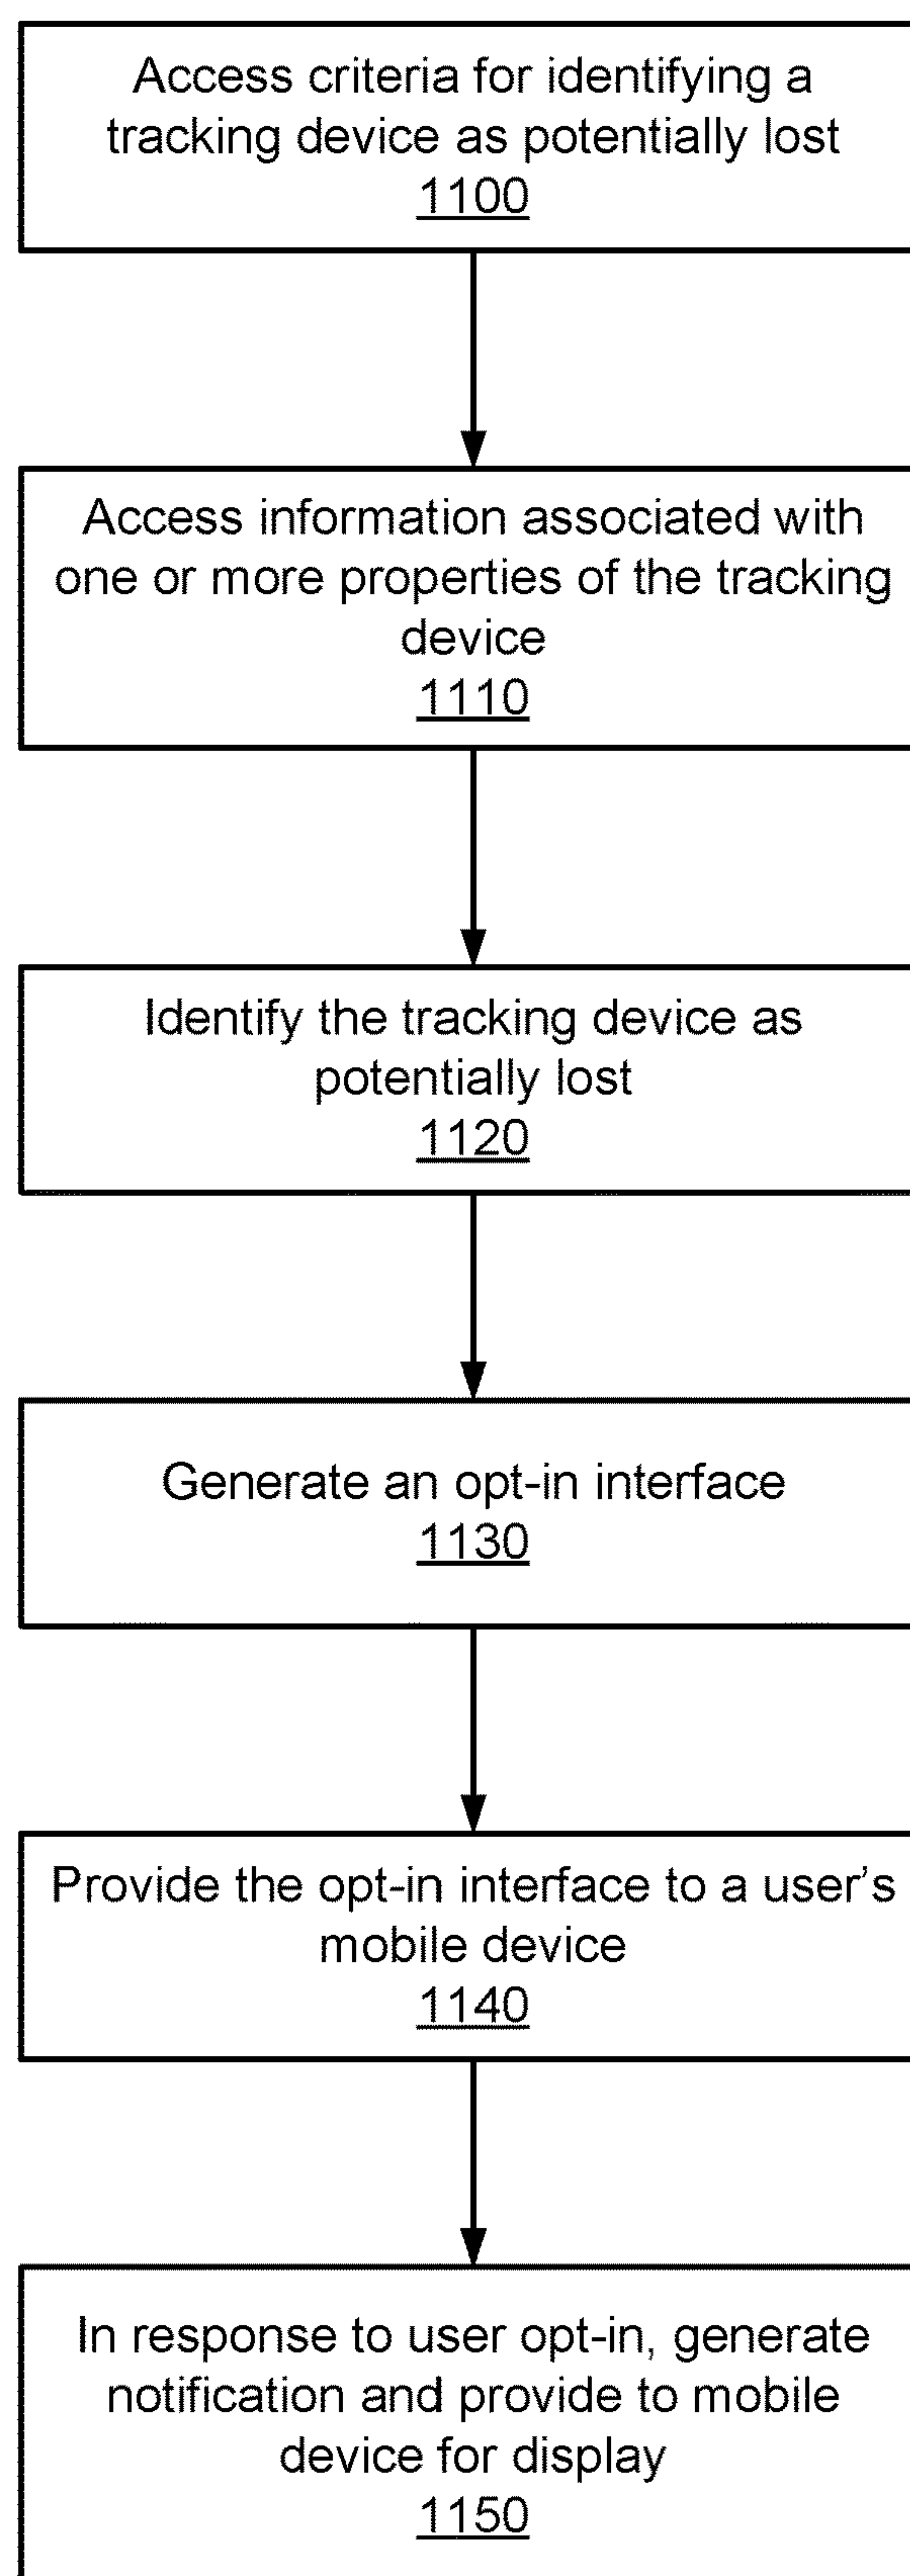 Access criteria for identifying a
tracking device as potentially lost
1100
Access information associated with
one or more properties of the tracking
device
1110
Identify the tracking device as
potentially lost
1120
Generate an opt-in interface
1130
Provide the opt-in interface to a user's
mobile device
1140
In response to user opt-in, generate
notification and provide to mobile
device for display
1150